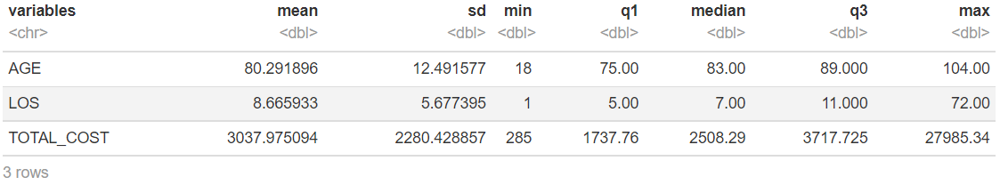 variables mean sd min q1 median q3 max
<chr> <dbl> <dbl> <dbl> <dbl> <dbl> <dbl> <dbl>
AGE 80.291896 12.491577 18 75.00 83.00 89.000 104.00
LOS 8.665933 5.677395 1 5.00 7.00 11.000 72.00
TOTAL_COST 3037.975094 2280.428857 285 1737.76 2508.29 3717.725 27985.34
3 rows